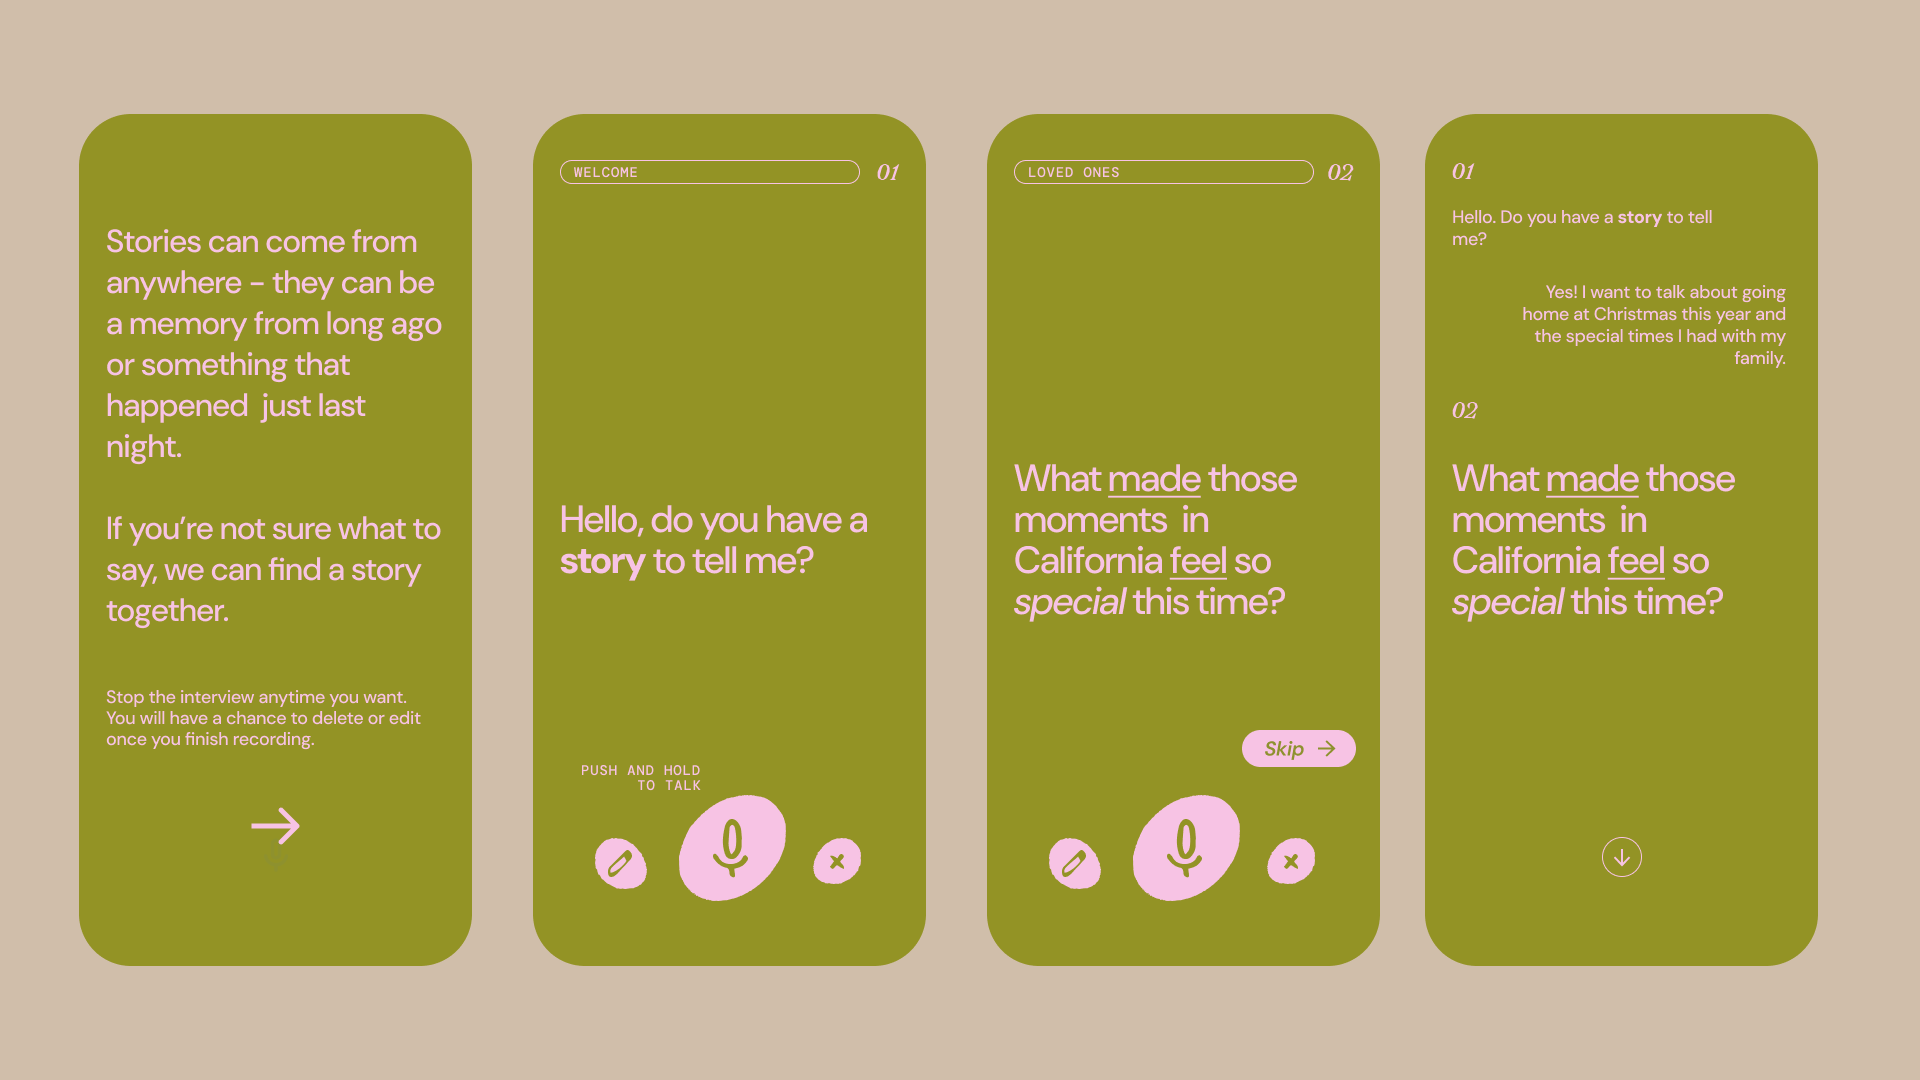 Stories can come from
anywhere – they can be
a memory from long ago
or something that
happened  just last
night.
If you’re not sure what to
say, we can find a story
together.
Stop the interview anytime you want.
You will have a chance to delete or edit
once you finish recording.
WELCOME
01
Hello, do you have a
story to tell me?
PUSH AND HOLD
TO TALK
LOVED ONES
02
What made those
moments  in
California feel so
special this time?
Skip
01
Hello. Do you have a story to tell
me?
Yes! I want to talk about going
home at Christmas this year and
the special times I had with my
family.
02
What made those
moments  in
California feel so
special this time?